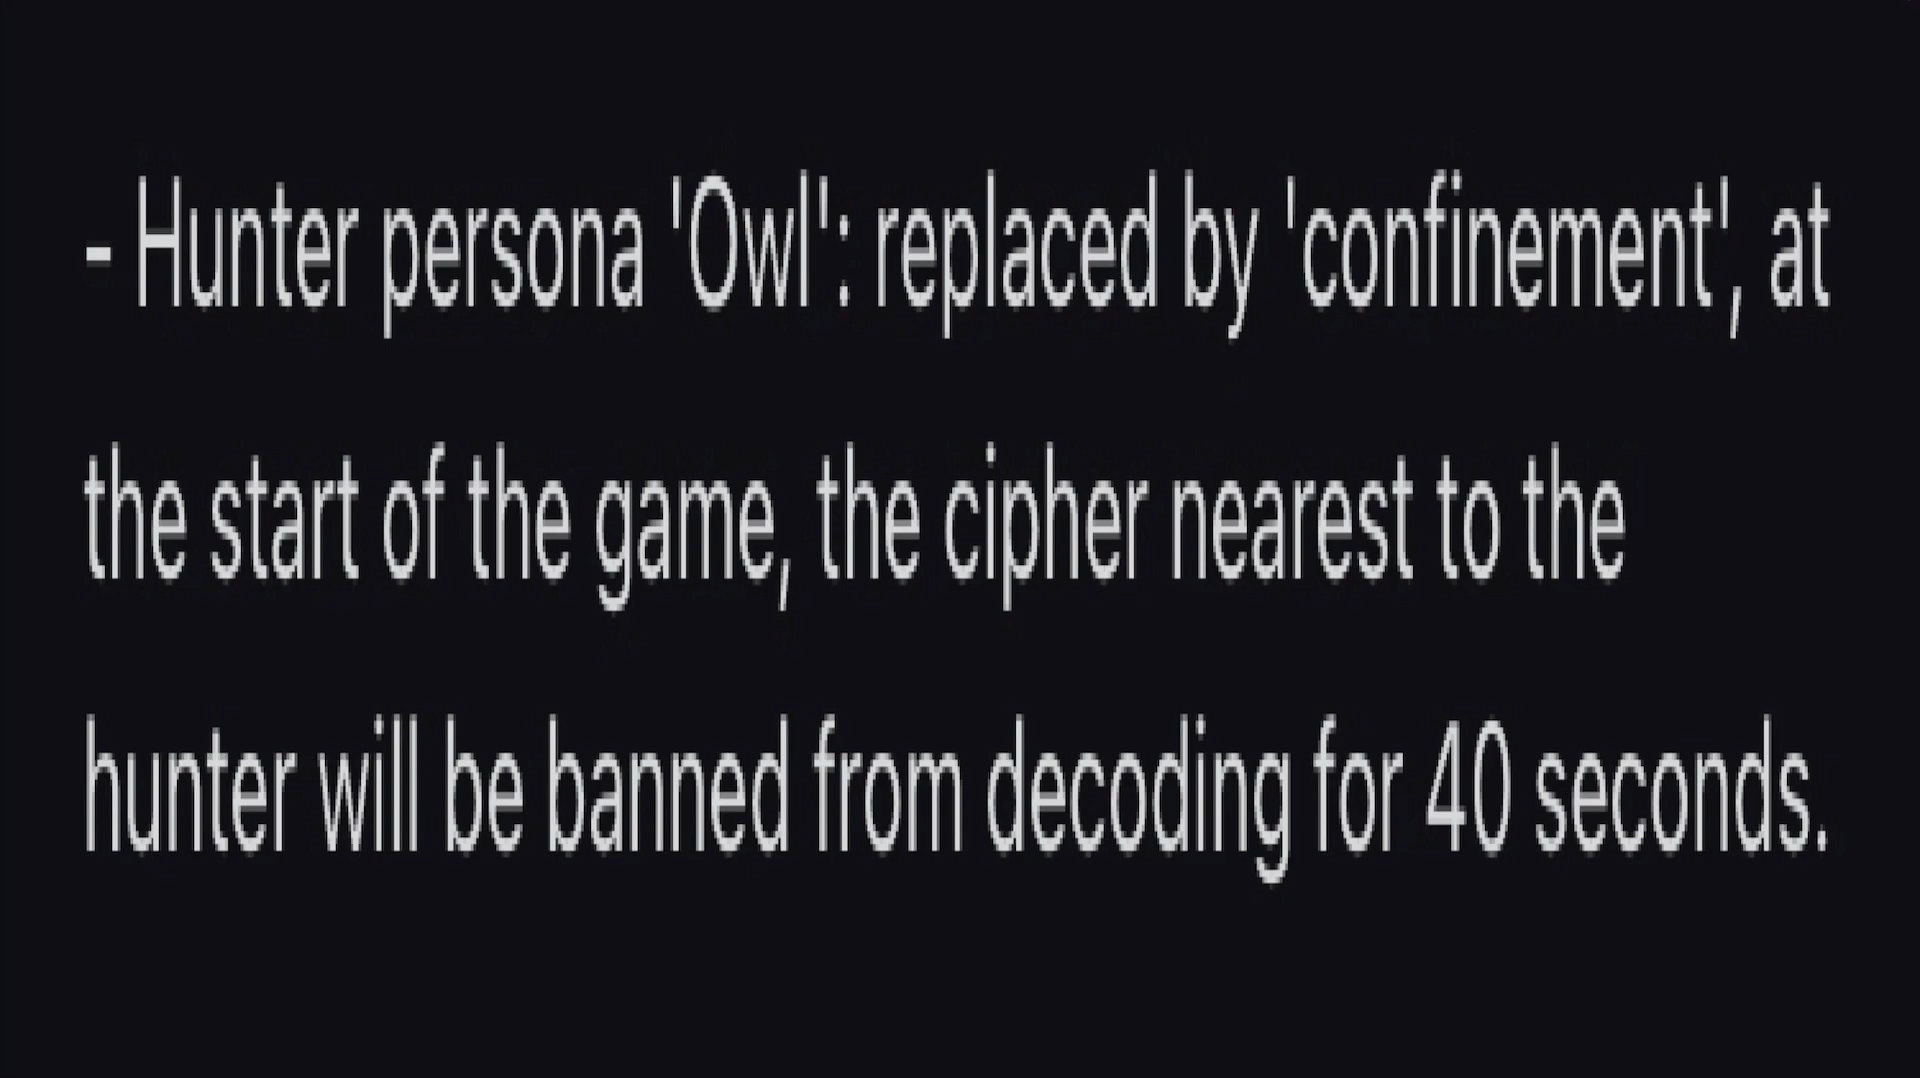 - Hunter persona 'Owl': replaced by 'confinement', at
the start of the game, the cipher nearest to the
hunter will be banned from decoding for 40 seconds.